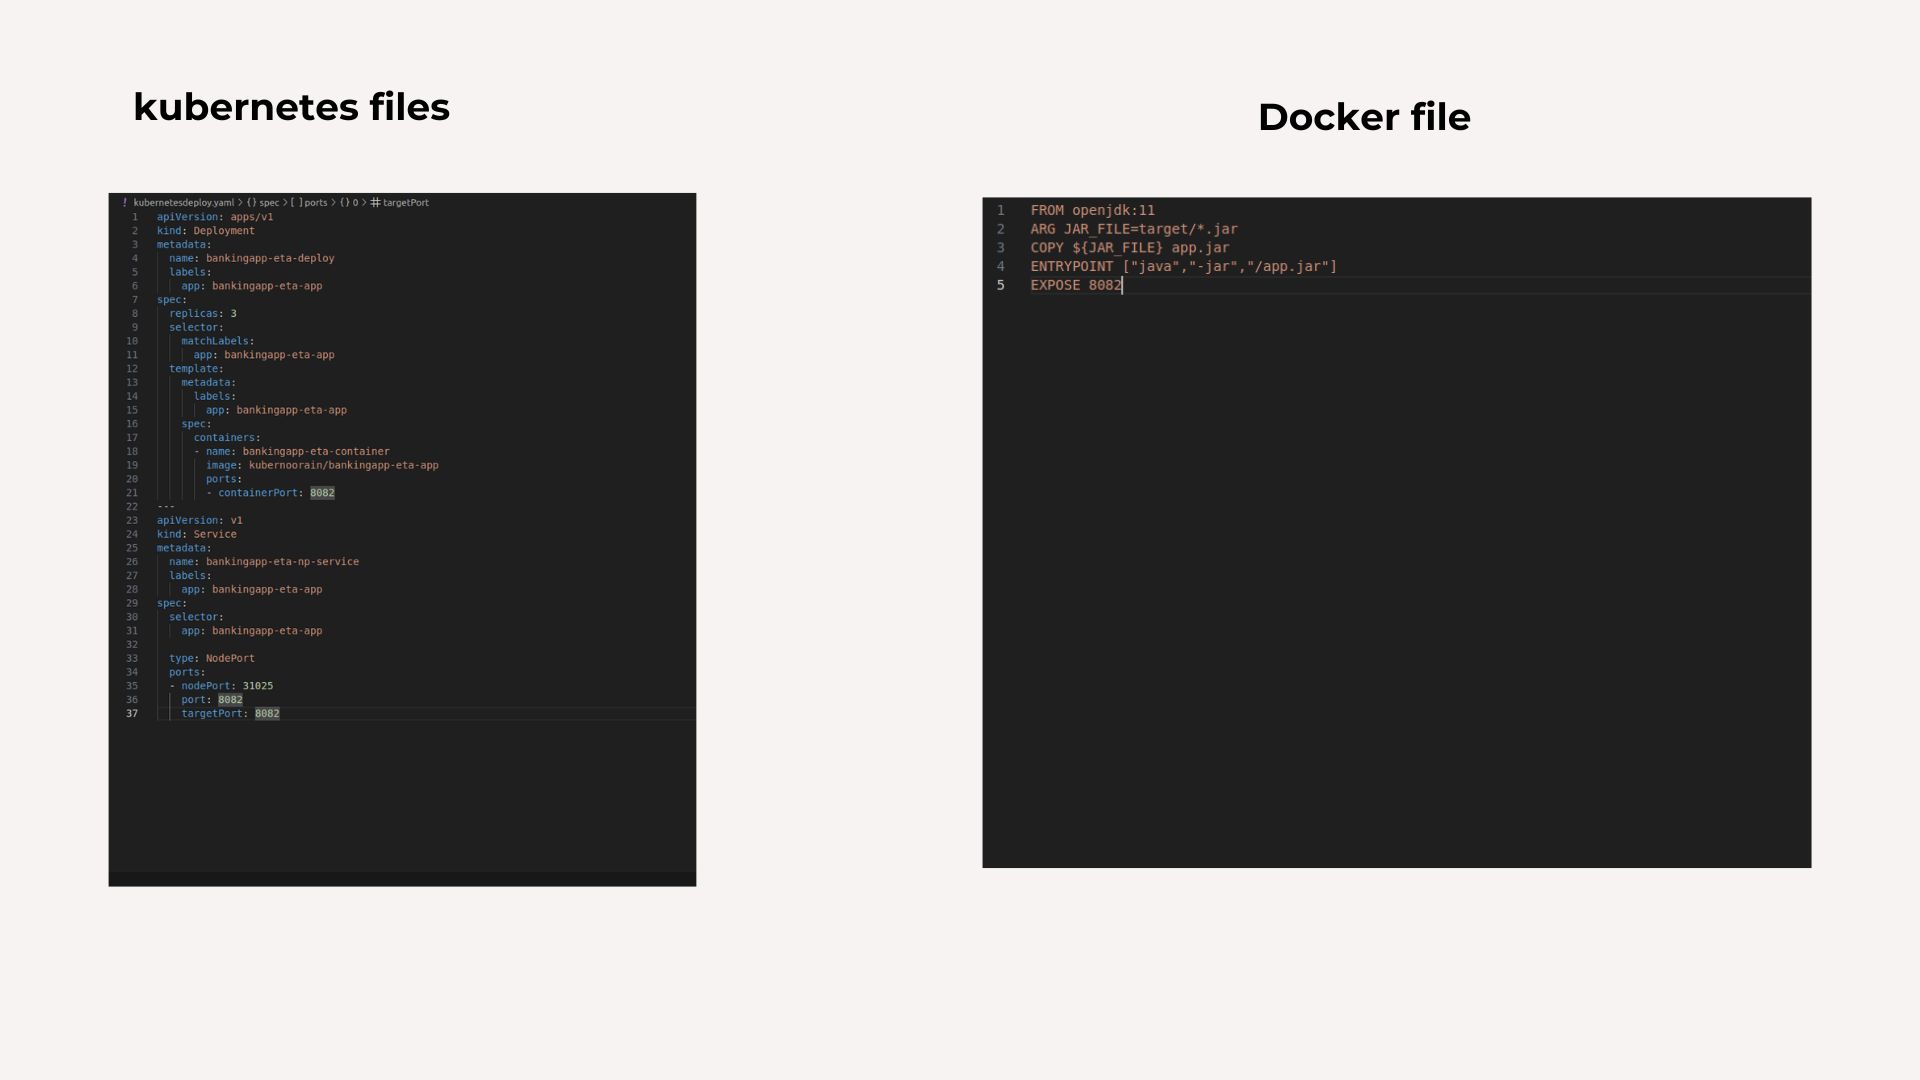 kubernetes files
! kubernetesdeploy.yaml > {} spec > [ ] ports > {} 0 > # targetPort
1 apiVersion: apps/v1
2 kind: Deployment
3 metadata:
4   name: bankingapp-eta-deploy
5   labels:
6     app: bankingapp-eta-app
7 spec:
8   replicas: 3
9   selector:
10     matchLabels:
11       app: bankingapp-eta-app
12   template:
13     metadata:
14       labels:
15         app: bankingapp-eta-app
16     spec:
17       containers:
18       - name: bankingapp-eta-container
19         image: kubernoorain/bankingapp-eta-app
20         ports:
21         - containerPort: 8082
22 ---
23 apiVersion: v1
24 kind: Service
25 metadata:
26   name: bankingapp-eta-np-service
27   labels:
28     app: bankingapp-eta-app
29 spec:
30   selector:
31     app: bankingapp-eta-app
32
33   type: NodePort
34   ports:
35   - nodePort: 31025
36     port: 8082
37     targetPort: 8082
Docker file
1 FROM openjdk:11
2 ARG JAR_FILE=target/*.jar
3 COPY ${JAR_FILE} app.jar
4 ENTRYPOINT ["java","-jar","/app.jar"]
5 EXPOSE 8082